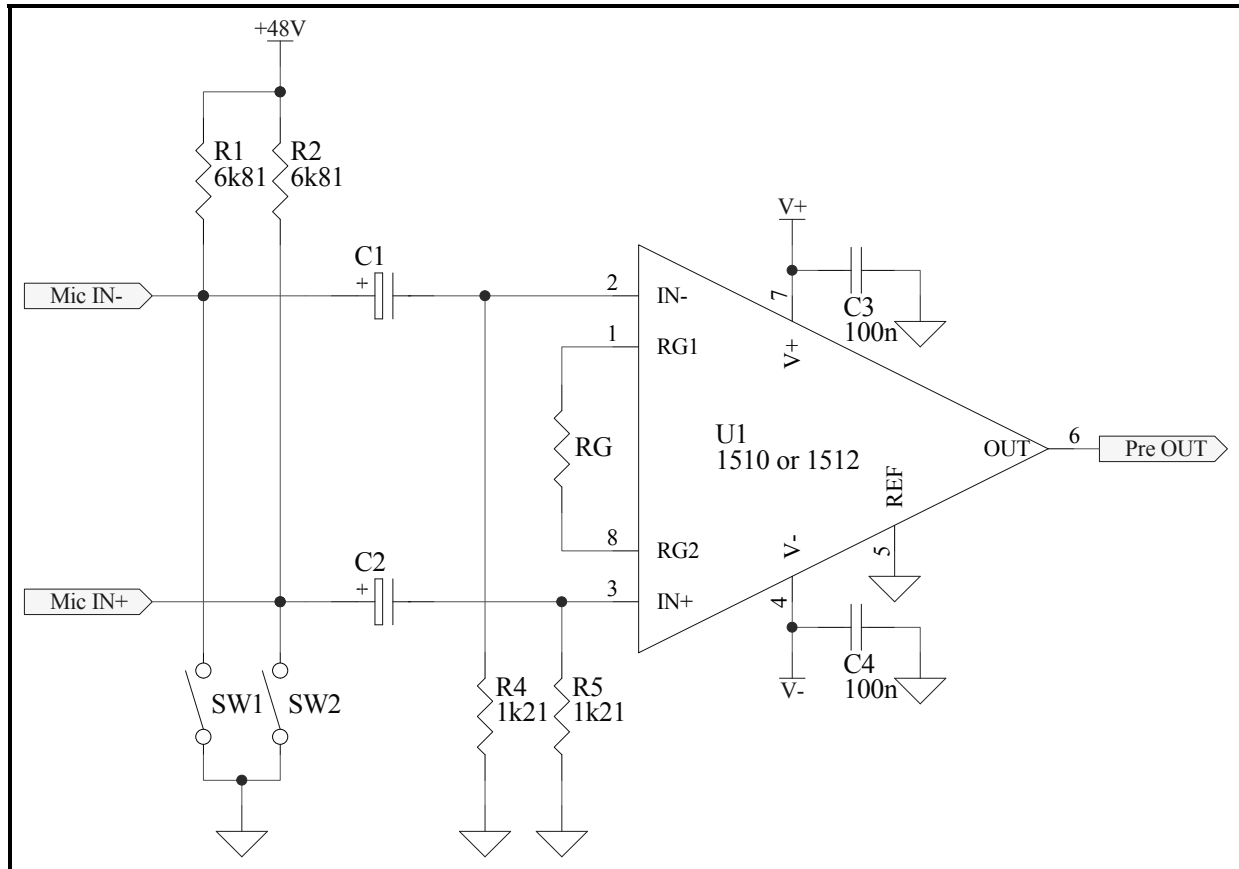 +48V
R1
6k81
R2
6k81
V+
C1
+
Mic IN-
2
IN-
7
C3
100n
1
RG1
V+
RG
U1
1510 or 1512
OUT
6
Pre OUT
REF
8
RG2
V-
5
C2
+
Mic IN+
3
IN+
4
C4
100n
V-
SW1
SW2
R4
1k21
R5
1k21